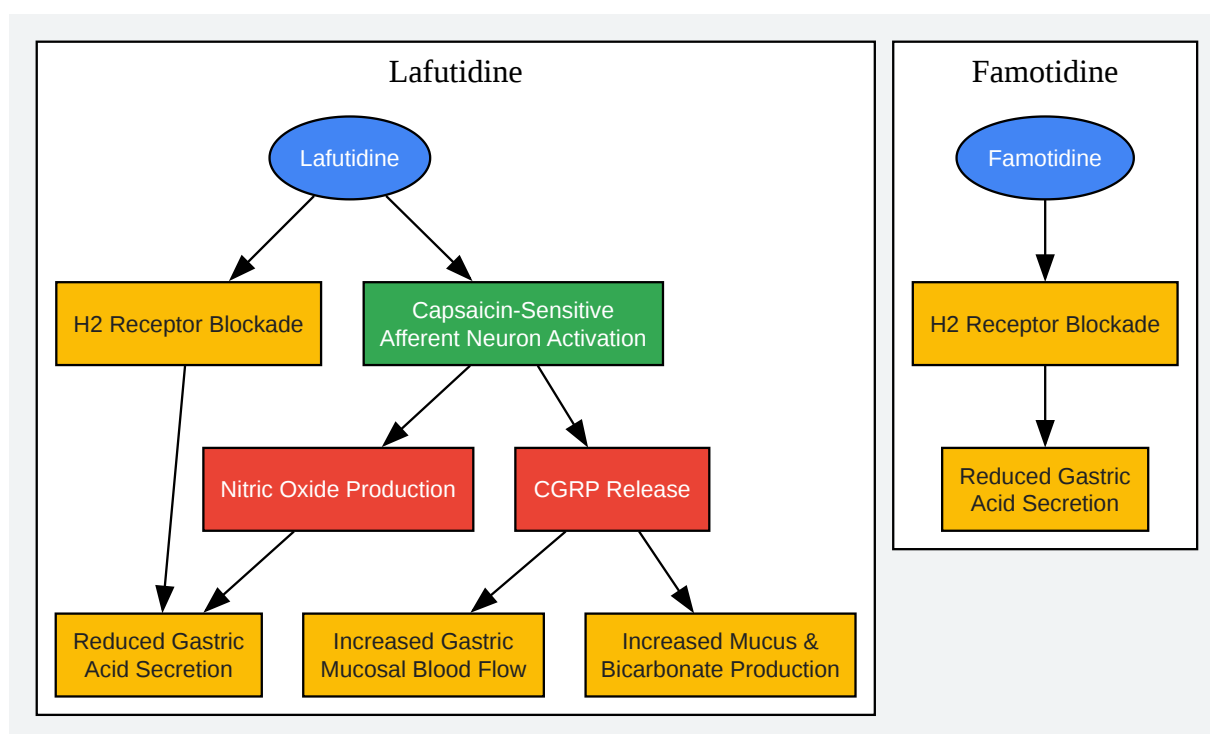 Lafutidine
Lafutidine
H2 Receptor Blockade
Capsaicin-Sensitive
Afferent Neuron Activation
Nitric Oxide Production
CGRP Release
Reduced Gastric
Acid Secretion
Increased Gastric
Mucosal Blood Flow
Increased Mucus &
Bicarbonate Production
Famotidine
Famotidine
H2 Receptor Blockade
Reduced Gastric
Acid Secretion